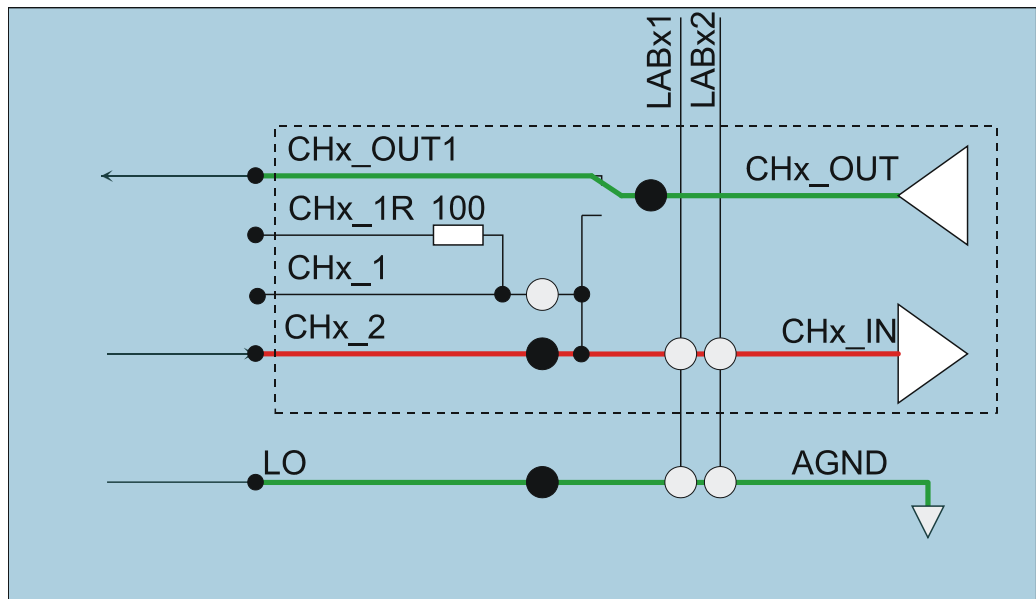 LABx1
LABx2
CHx_OUT1
CHx_OUT
CHx_1R 100
CHx_1
CHx_2
CHx_IN
LO
AGND